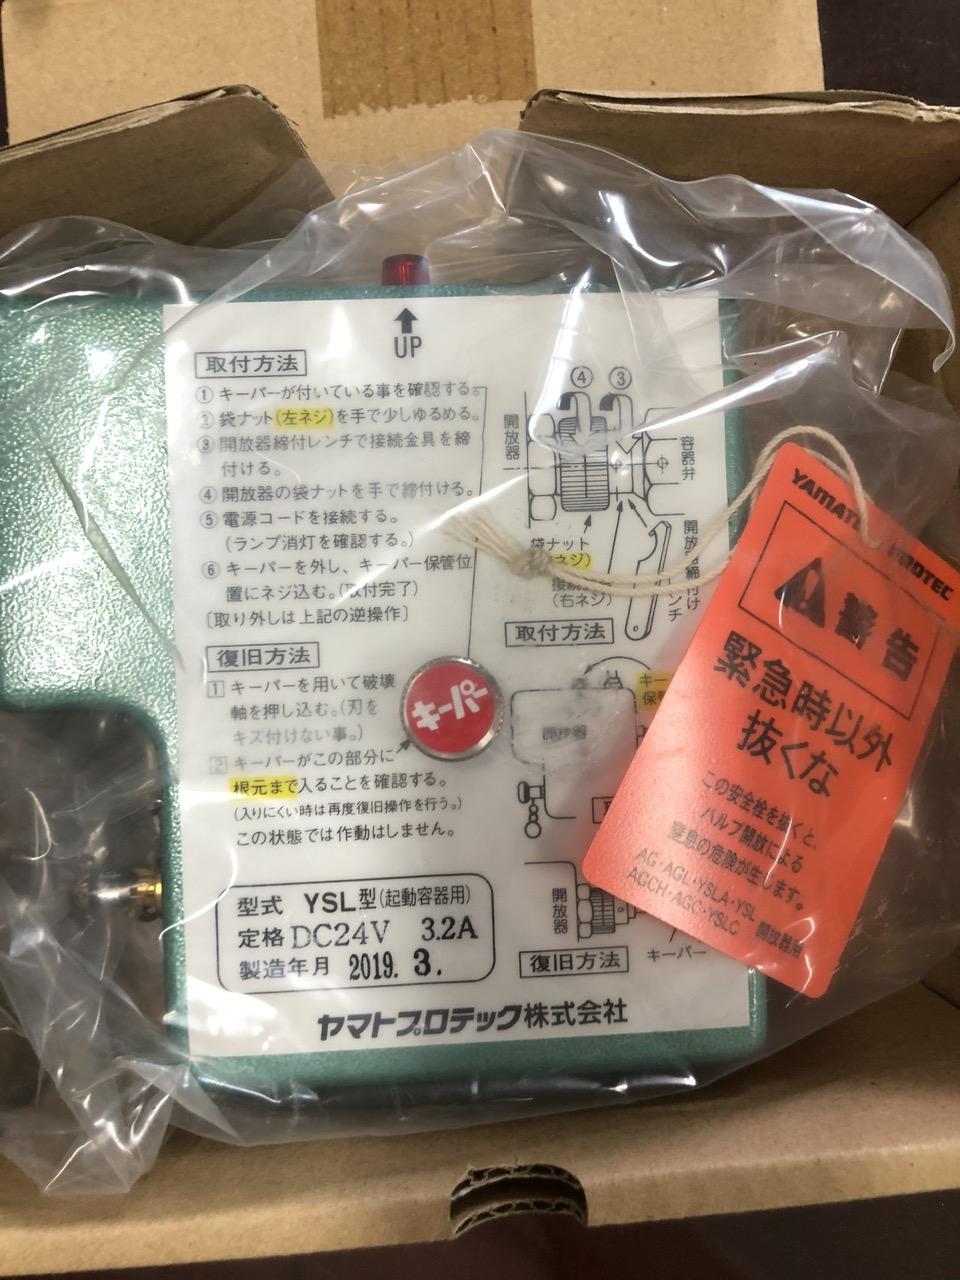 UP
取付方法
① キーパーが付いている事を確認する。
② 袋ナット(左ネジ)を手で少しゆるめる。
③ 開放器締付レンチで接続金具を締
付ける。
④ 開放器の袋ナットを手で締付ける。
⑤ 電源コードを接続する。
(ランプ消灯を確認する。)
⑥ キーパーを外し、キーパー保管位
置にネジ込む。(取付完了)
〔取り外しは上記の逆操作〕
復旧方法
1 キーパーを用いて破壊
軸を押し込む。(刃を
キズ付けない事。)
2 キーパーがこの部分に
根元まで入ることを確認する。
(入りにくい時は再度復旧操作を行う。)
この状態では作動はしません。
キーパー
型式 YSL型(起動容器用)
定格 DC24V 3.2A
製造年月 2019. 3.
ヤマトプロテック株式会社
④ ③
開放器
容器弁
袋ナット
ネジ)
(右ネジ)
取付方法
開放器
開放器
復旧方法
キーパー
警告
緊急時以外
抜くな
この安全栓を抜くと、
バルブ開放による
窒息の危険が生じます。
AG・AGL・YSLA・YSL
AGCH・AGC・YSLC 開放器用